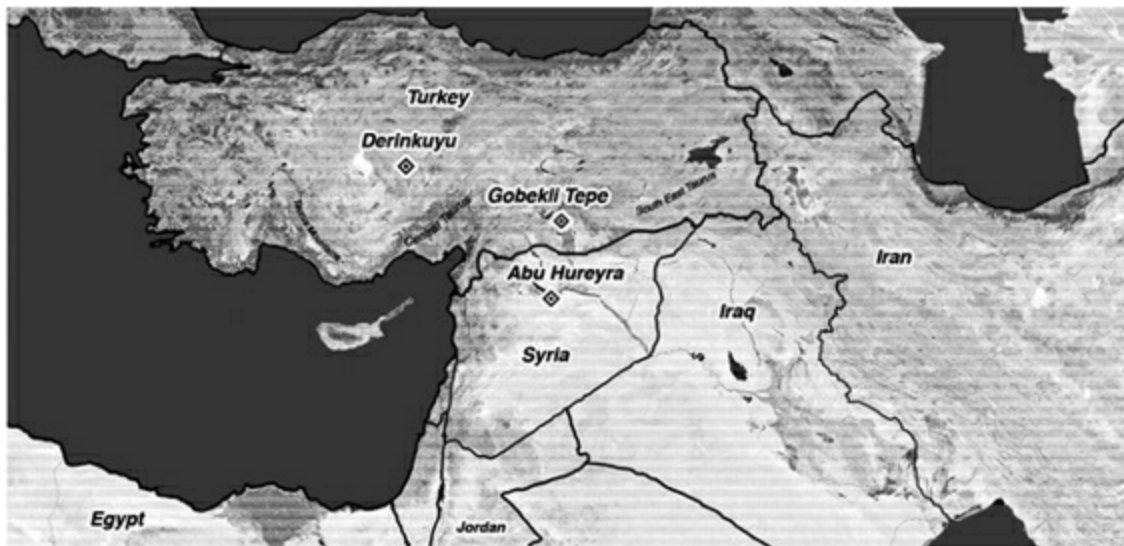 Turkey
Derinkuyu
Gobekli Tepe
South East Taurus
Central Taurus
Iran
Abu Hureyra
Iraq
Syria
Egypt
Jordan